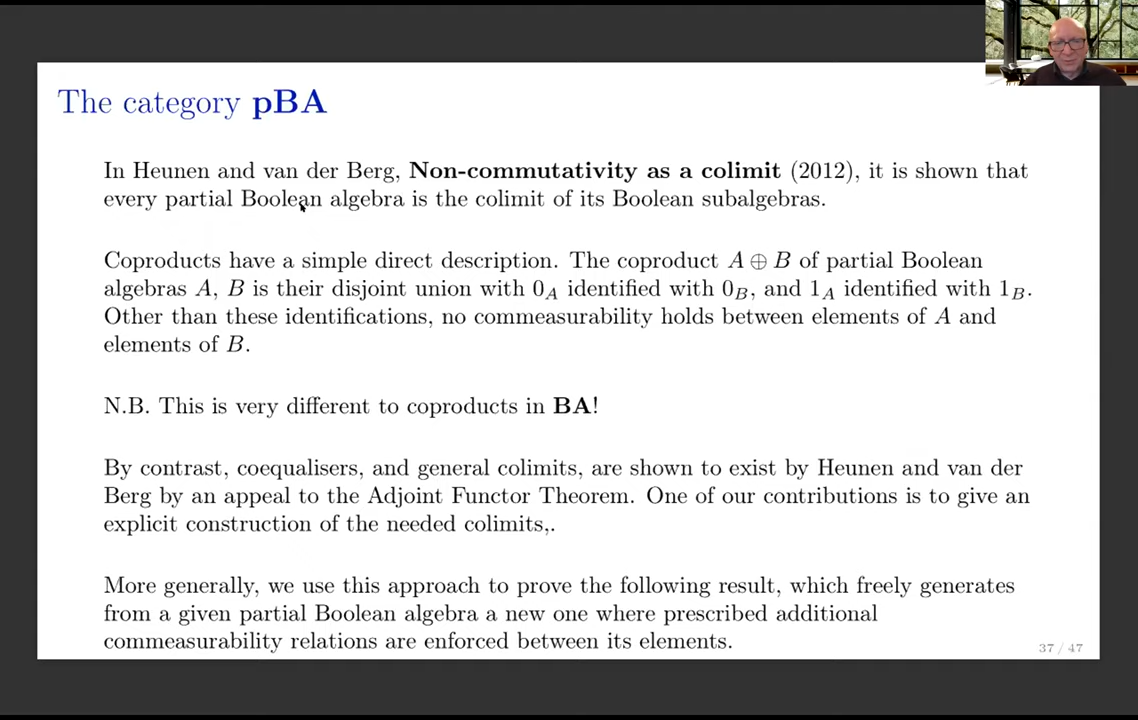 The category pBA
In Heunen and van der Berg, Non-commutativity as a colimit (2012), it is shown that
every partial Boolean algebra is the colimit of its Boolean subalgebras.
Coproducts have a simple direct description. The coproduct A ⊕ B of partial Boolean
algebras A, B is their disjoint union with 0_A identified with 0_B, and 1_A identified with 1_B.
Other than these identifications, no commeasurability holds between elements of A and
elements of B.
N.B. This is very different to coproducts in BA!
By contrast, coequalisers, and general colimits, are shown to exist by Heunen and van der
Berg by an appeal to the Adjoint Functor Theorem. One of our contributions is to give an
explicit construction of the needed colimits,.
More generally, we use this approach to prove the following result, which freely generates
from a given partial Boolean algebra a new one where prescribed additional
commeasurability relations are enforced between its elements.
37 / 47